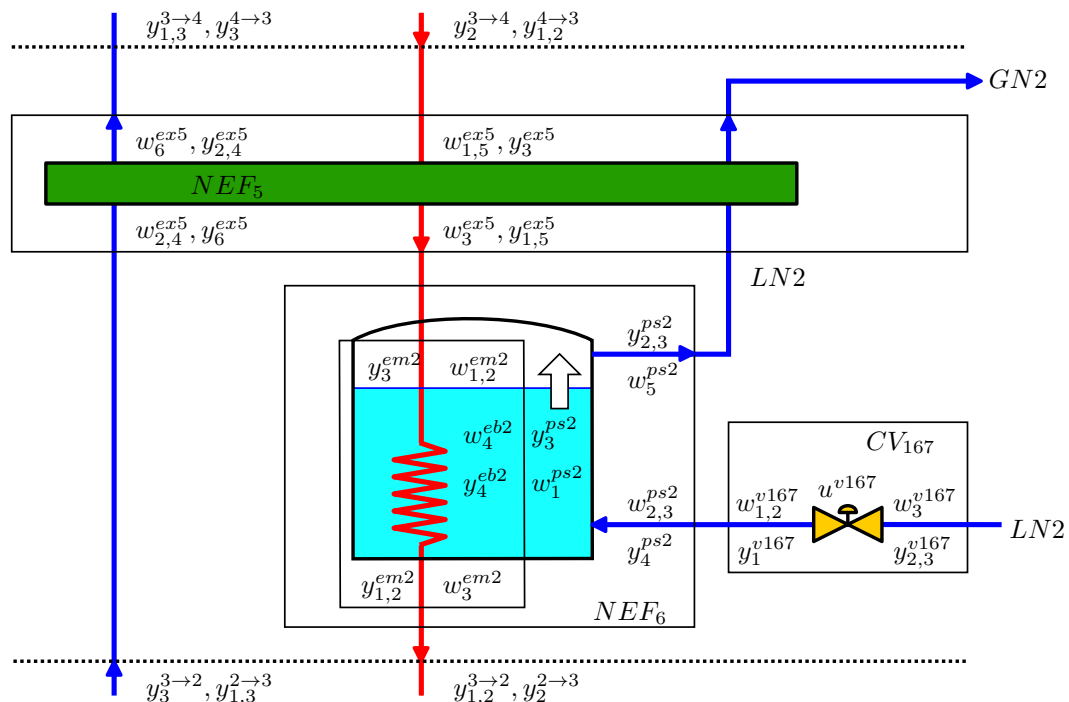 y_{1,3}^{3→4}, y_3^{4→3} y_2^{3→4}, y_{1,2}^{4→3}
GN2
w_6^{ex5}, y_{2,4}^{ex5} w_{1,5}^{ex5}, y_3^{ex5}
NEF_5
w_{2,4}^{ex5}, y_6^{ex5} w_3^{ex5}, y_{1,5}^{ex5}
LN2
y_{2,3}^{ps2}
y_3^{em2} w_{1,2}^{em2} w_5^{ps2}
w_4^{eb2} y_3^{ps2} CV_{167}
y_4^{eb2} w_1^{ps2} u^{v167}
w_{2,3}^{ps2} w_{1,2}^{v167} w_3^{v167}
LN2
y_4^{ps2} y_1^{v167} y_{2,3}^{v167}
y_{1,2}^{em2} w_3^{em2}
NEF_6
y_3^{3→2}, y_{1,3}^{2→3} y_{1,2}^{3→2}, y_2^{2→3}